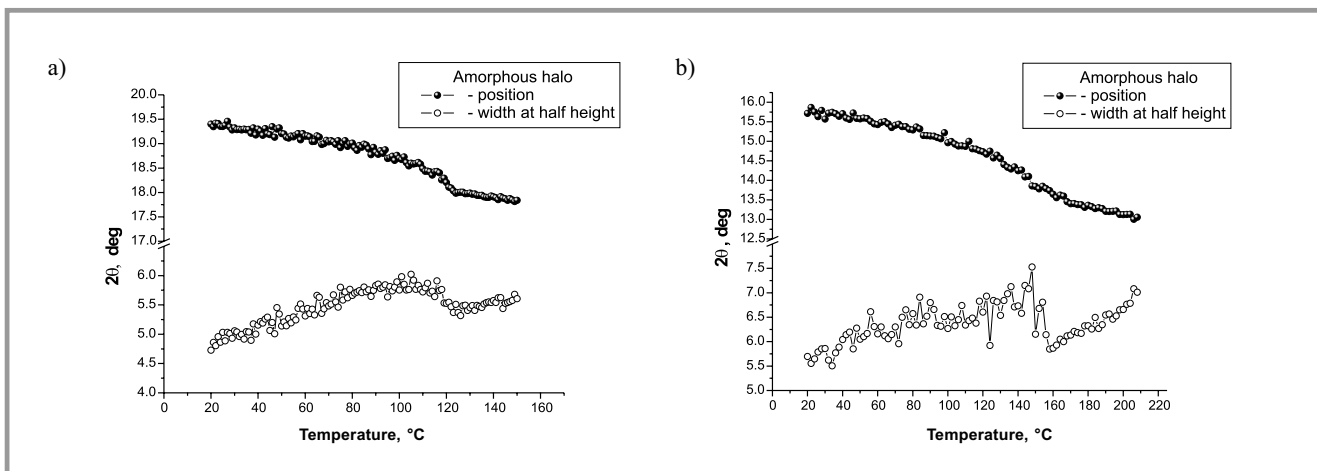 a)
Amorphous halo
- position
- width at half height
20.0
19.5
19.0
18.5
18.0
17.5
17.0
6.0
5.5
5.0
4.5
4.0
2θ, deg
0 20 40 60 80 100 120 140 160
Temperature, °C
b)
Amorphous halo
- position
- width at half height
16.0
15.5
15.0
14.5
14.0
13.5
13.0
12.5
7.5
7.0
6.5
6.0
5.5
5.0
2θ, deg
0 20 40 60 80 100 120 140 160 180 200 220
Temperature, °C